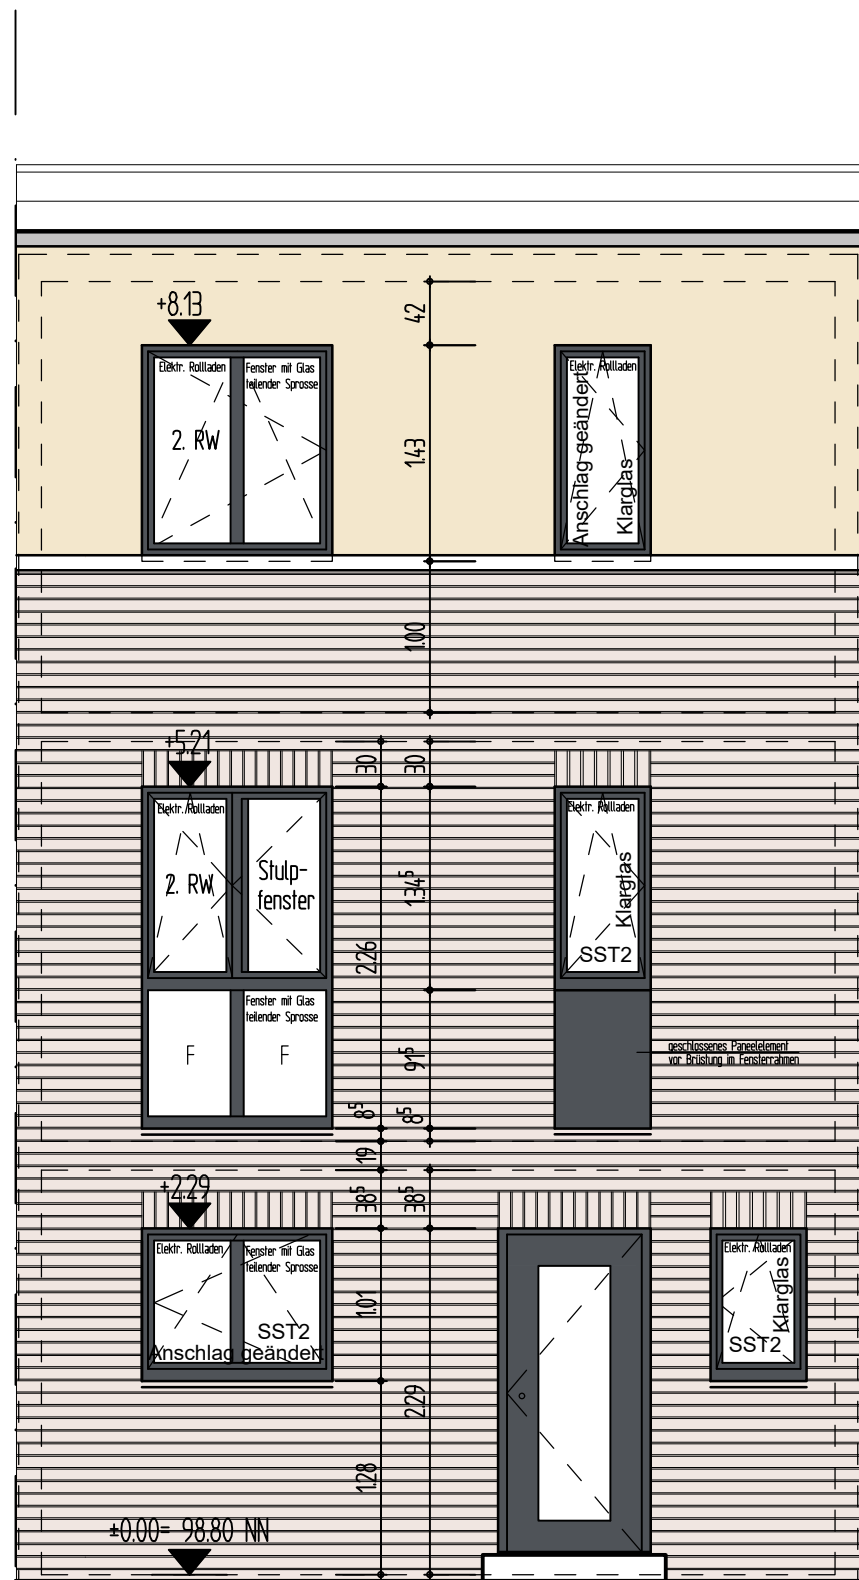 +8.13
42
Elektr. Rollladen
Fenster mit Glas
teilender Sprosse
2. RW
1.43
Elektr. Rollladen
Anschlag geändert
Klarglas
1.00
+5.21
30
30
Elektr. Rollladen
2. RW
Stulp-
fenster
2.26
1.34⁵
Elektr. Rollladen
Klarglas
SST2
Fenster mit Glas
teilender Sprosse
F
F
91⁵
geschlossenes Paneelelement
vor Brüstung im Fensterrahmen
8⁵
8⁵
19
+2.29
38⁵
38⁵
Elektr. Rollladen
Fenster mit Glas
teilender Sprosse
SST2
Anschlag geändert
1.01
Elektr. Rollladen
Klarglas
SST2
2.29
1.28
±0.00= 98.80 NN